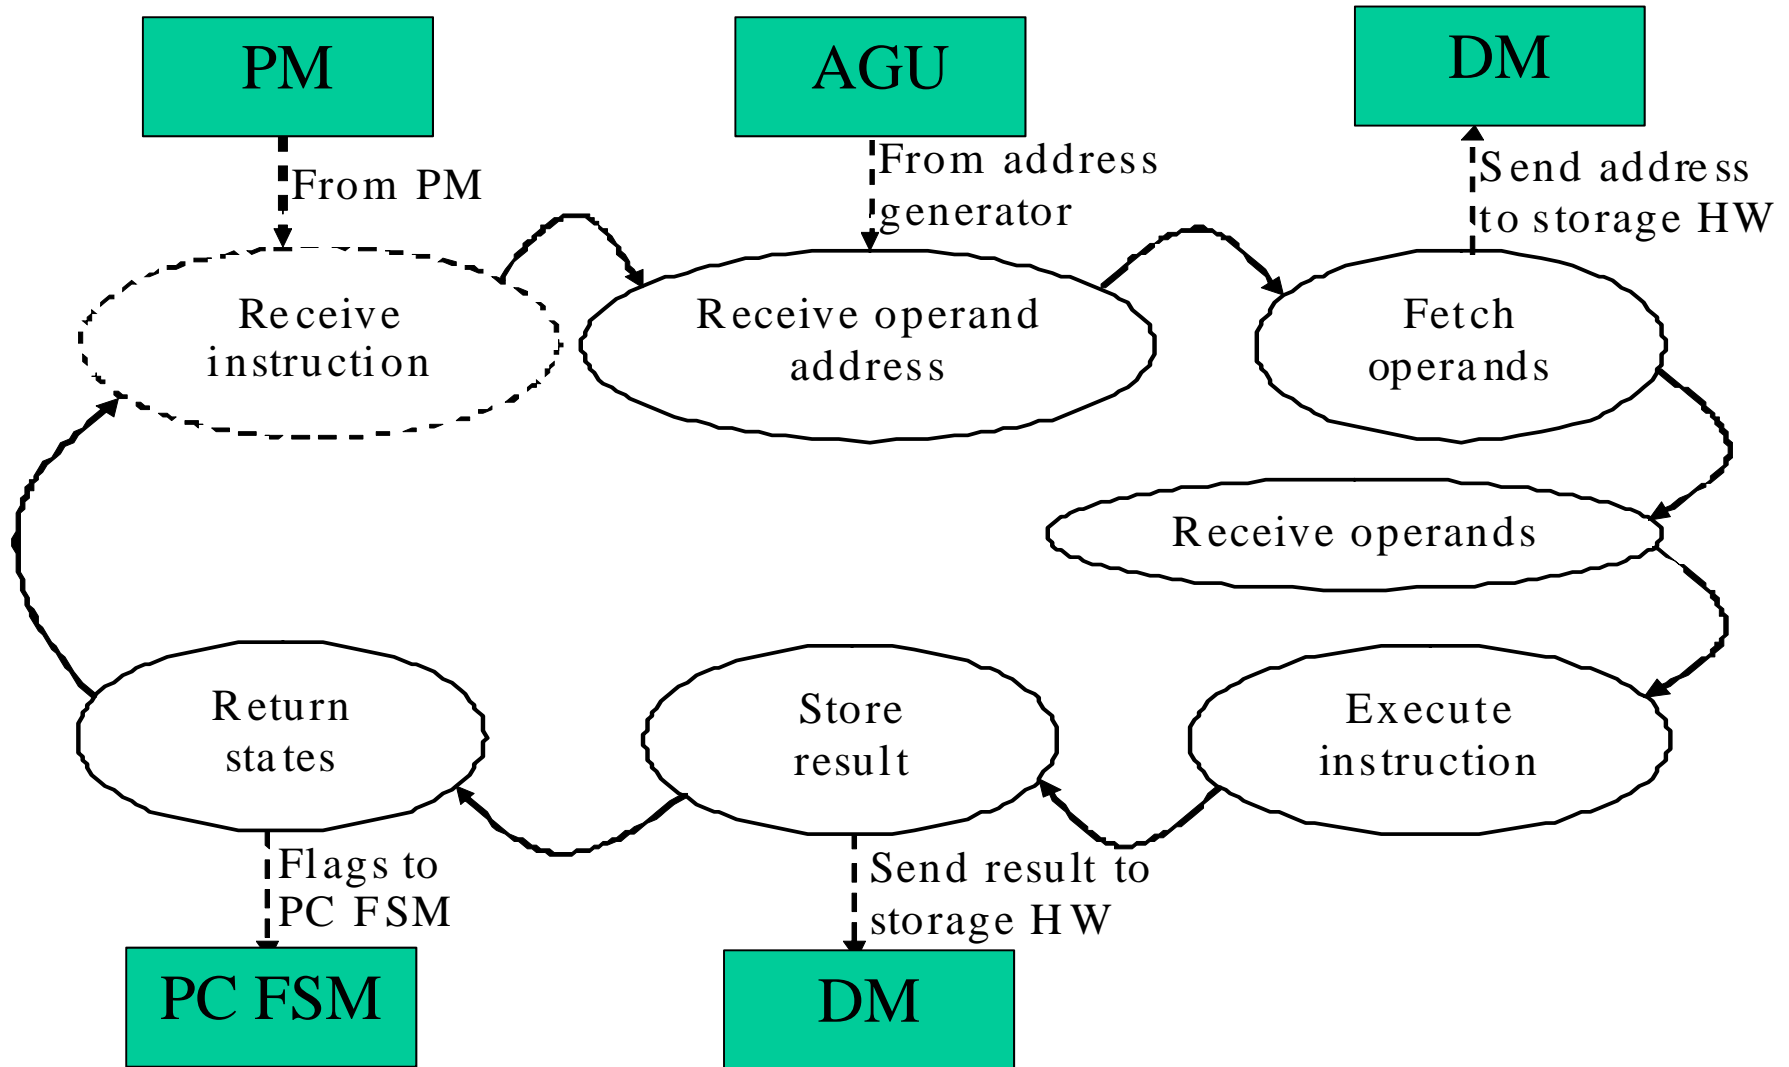 PM
AGU
DM
From PM
From address
generator
Send address
to storage HW
Receive
instruction
Receive operand
address
Fetch
operands
Receive operands
Return
states
Store
result
Execute
instruction
Flags to
PC FSM
Send result to
storage HW
PC FSM
DM